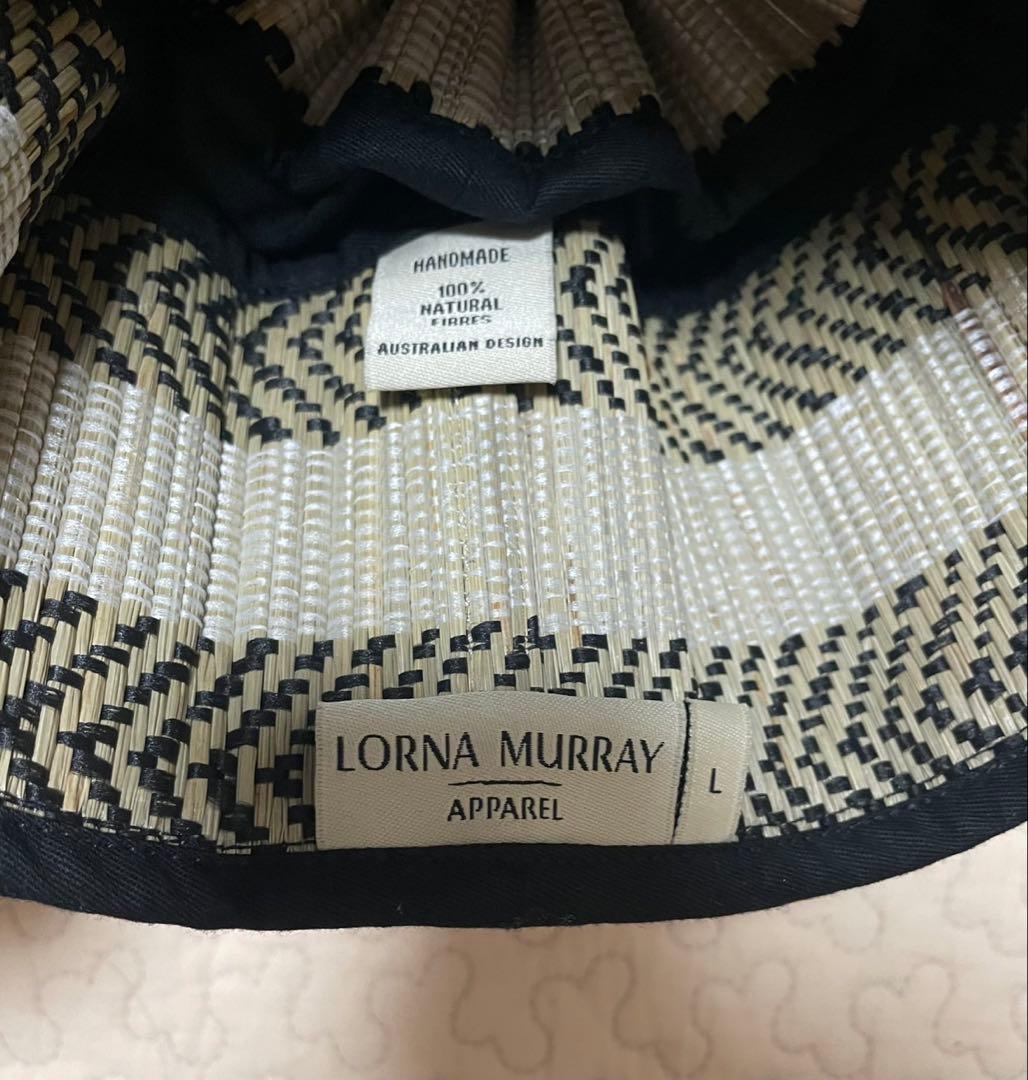 HANDMADE
100%
NATURAL
FIBRES
AUSTRALIAN DESIGN
LORNA MURRAY
APPAREL
L